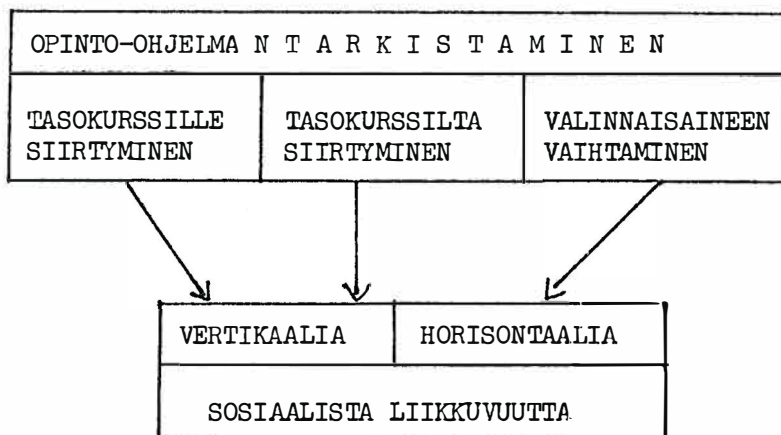 OPINTO-OHJELMA N T A R K I S T A M I N E N
TASOKURSSILLE
SIIRTYMINEN
TASOKURSSILTA
SIIRTYMINEN
VALINNAISAINEEN
VAIHTAMINEN
VERTIKAALIA
HORISONTAALIA
SOSIAALISTA LIIKKUVUUTTA